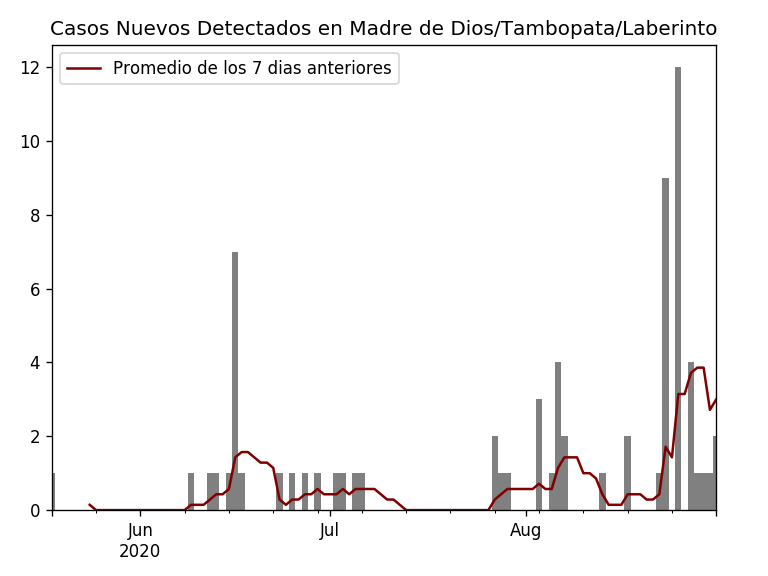 Casos Nuevos Detectados en Madre de Dios/Tambopata/Laberinto
Promedio de los 7 dias anteriores
12
10
8
6
4
2
0
Jun
2020
Jul
Aug